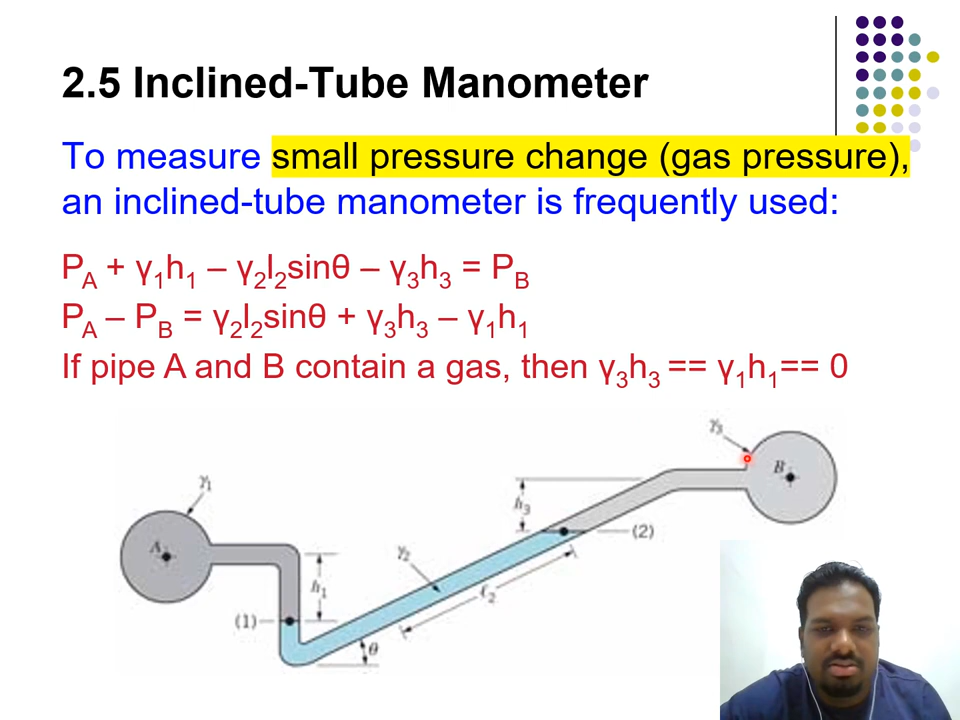 2.5 Inclined-Tube Manometer
To measure small pressure change (gas pressure),
an inclined-tube manometer is frequently used:
P_A + γ₁h₁ – γ₂l₂sinθ – γ₃h₃ = P_B
P_A – P_B = γ₂l₂sinθ + γ₃h₃ – γ₁h₁
If pipe A and B contain a gas, then γ₃h₃ == γ₁h₁== 0
γ₃
B
γ₁
h₃
(2)
A
γ₂
h₁
ℓ₂
(1)
θ